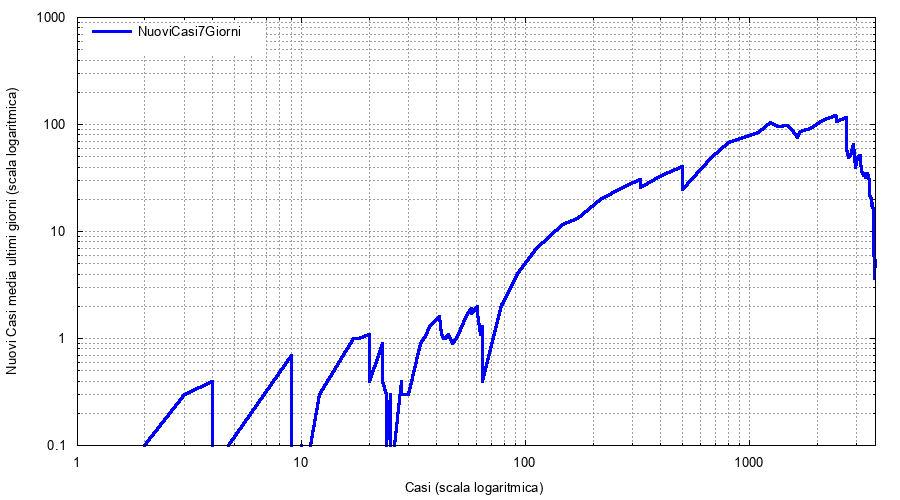 1000
NuoviCasi7Giorni
100
10
1
0.1
Nuovi Casi media ultimi giorni (scala logaritmica)
1 10 100 1000
Casi (scala logaritmica)